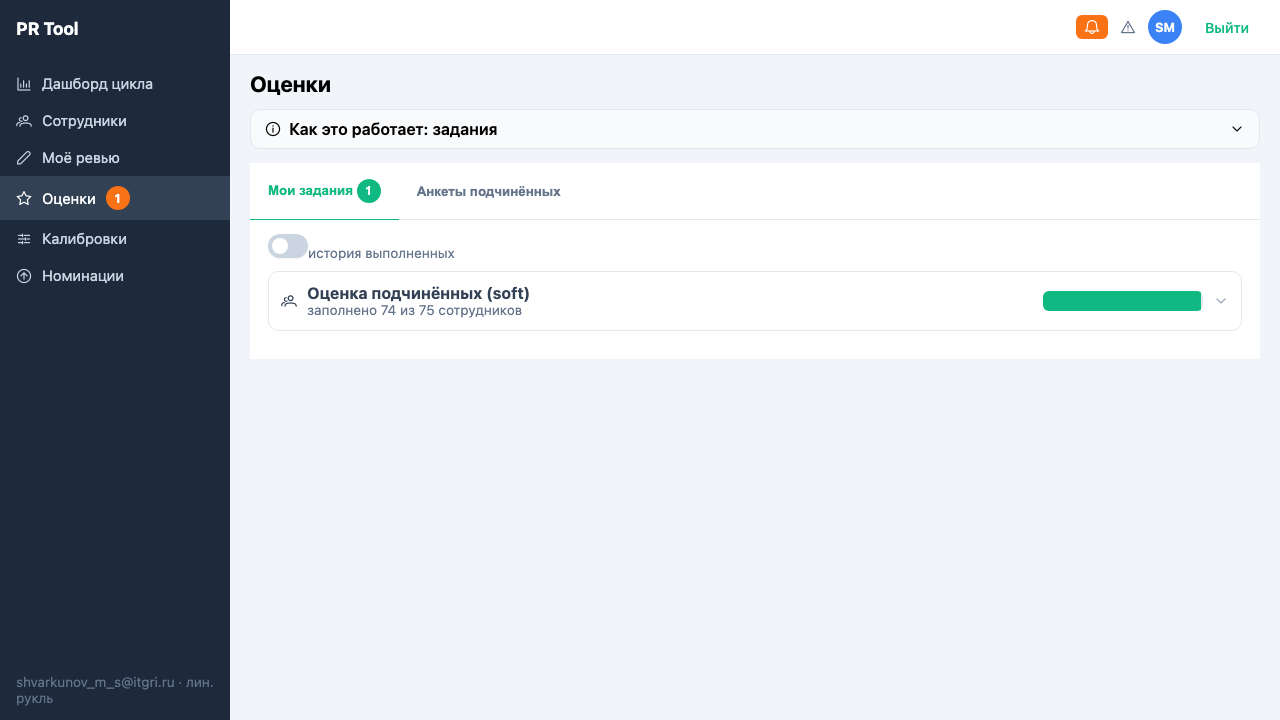 PR Tool
SM
Выйти
Дашборд цикла
Сотрудники
Моё ревью
Оценки 1
Калибровки
Номинации
shvarkunov_m_s@itgri.ru · лин.
рукль
Оценки
Как это работает: задания
Мои задания 1
Анкеты подчинённых
история выполненных
Оценка подчинённых (soft)
заполнено 74 из 75 сотрудников